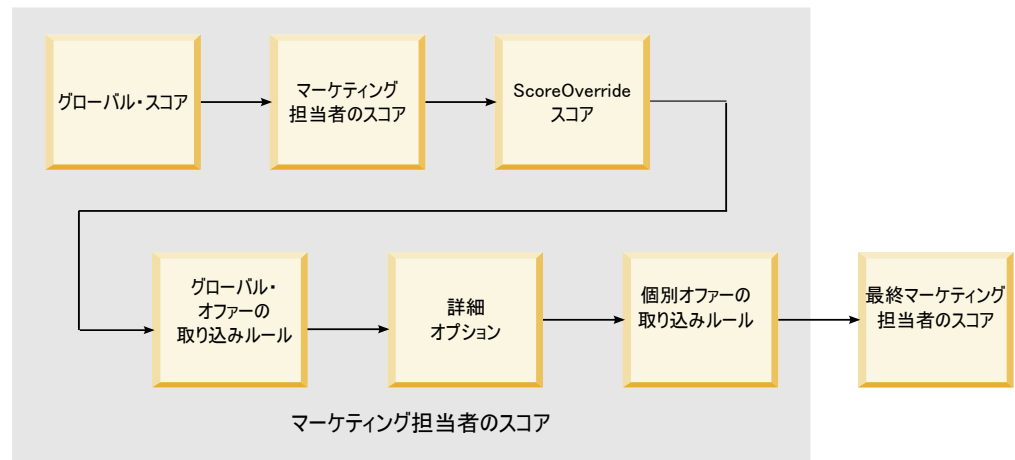 グローバル・スコア
マーケティング
担当者のスコア
ScoreOverride
スコア
グローバル・
オファーの
取り込みルール
詳細
オプション
個別オファーの
取り込みルール
最終マーケティング
担当者のスコア
マーケティング担当者のスコア